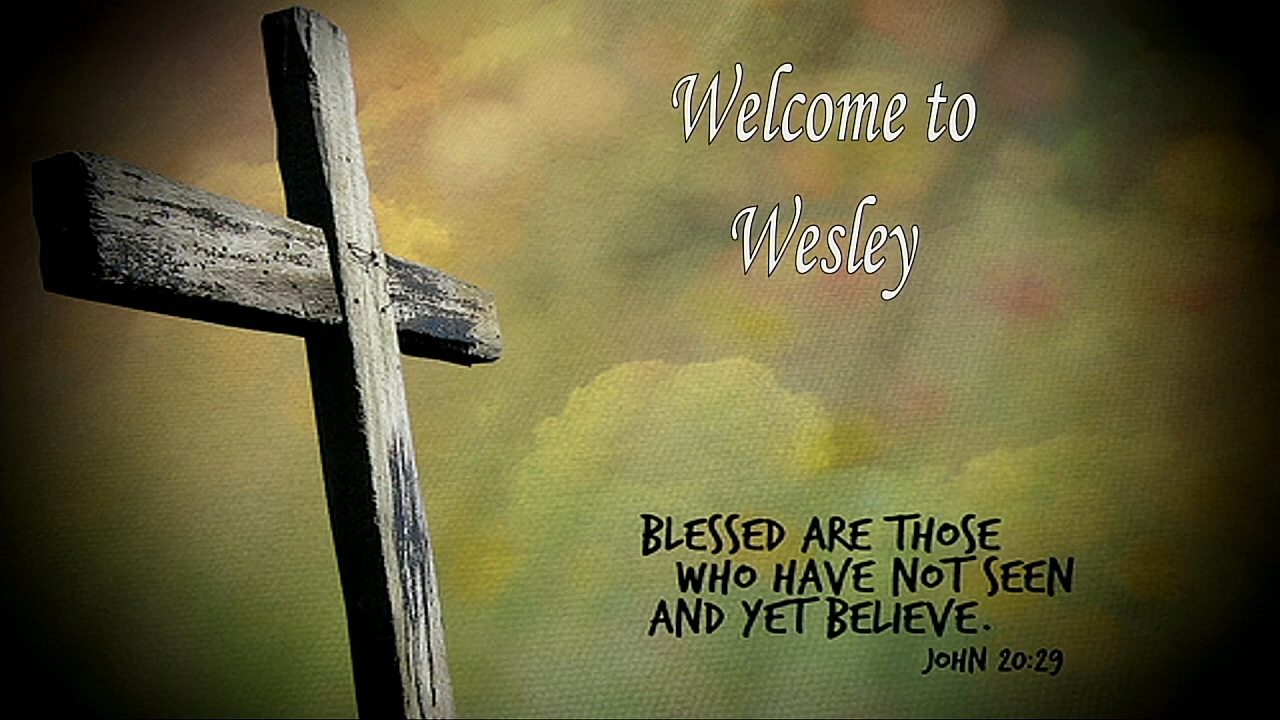 Welcome to
Wesley
BLESSED ARE THOSE
WHO HAVE NOT SEEN
AND YET BELIEVE.
JOHN 20:29